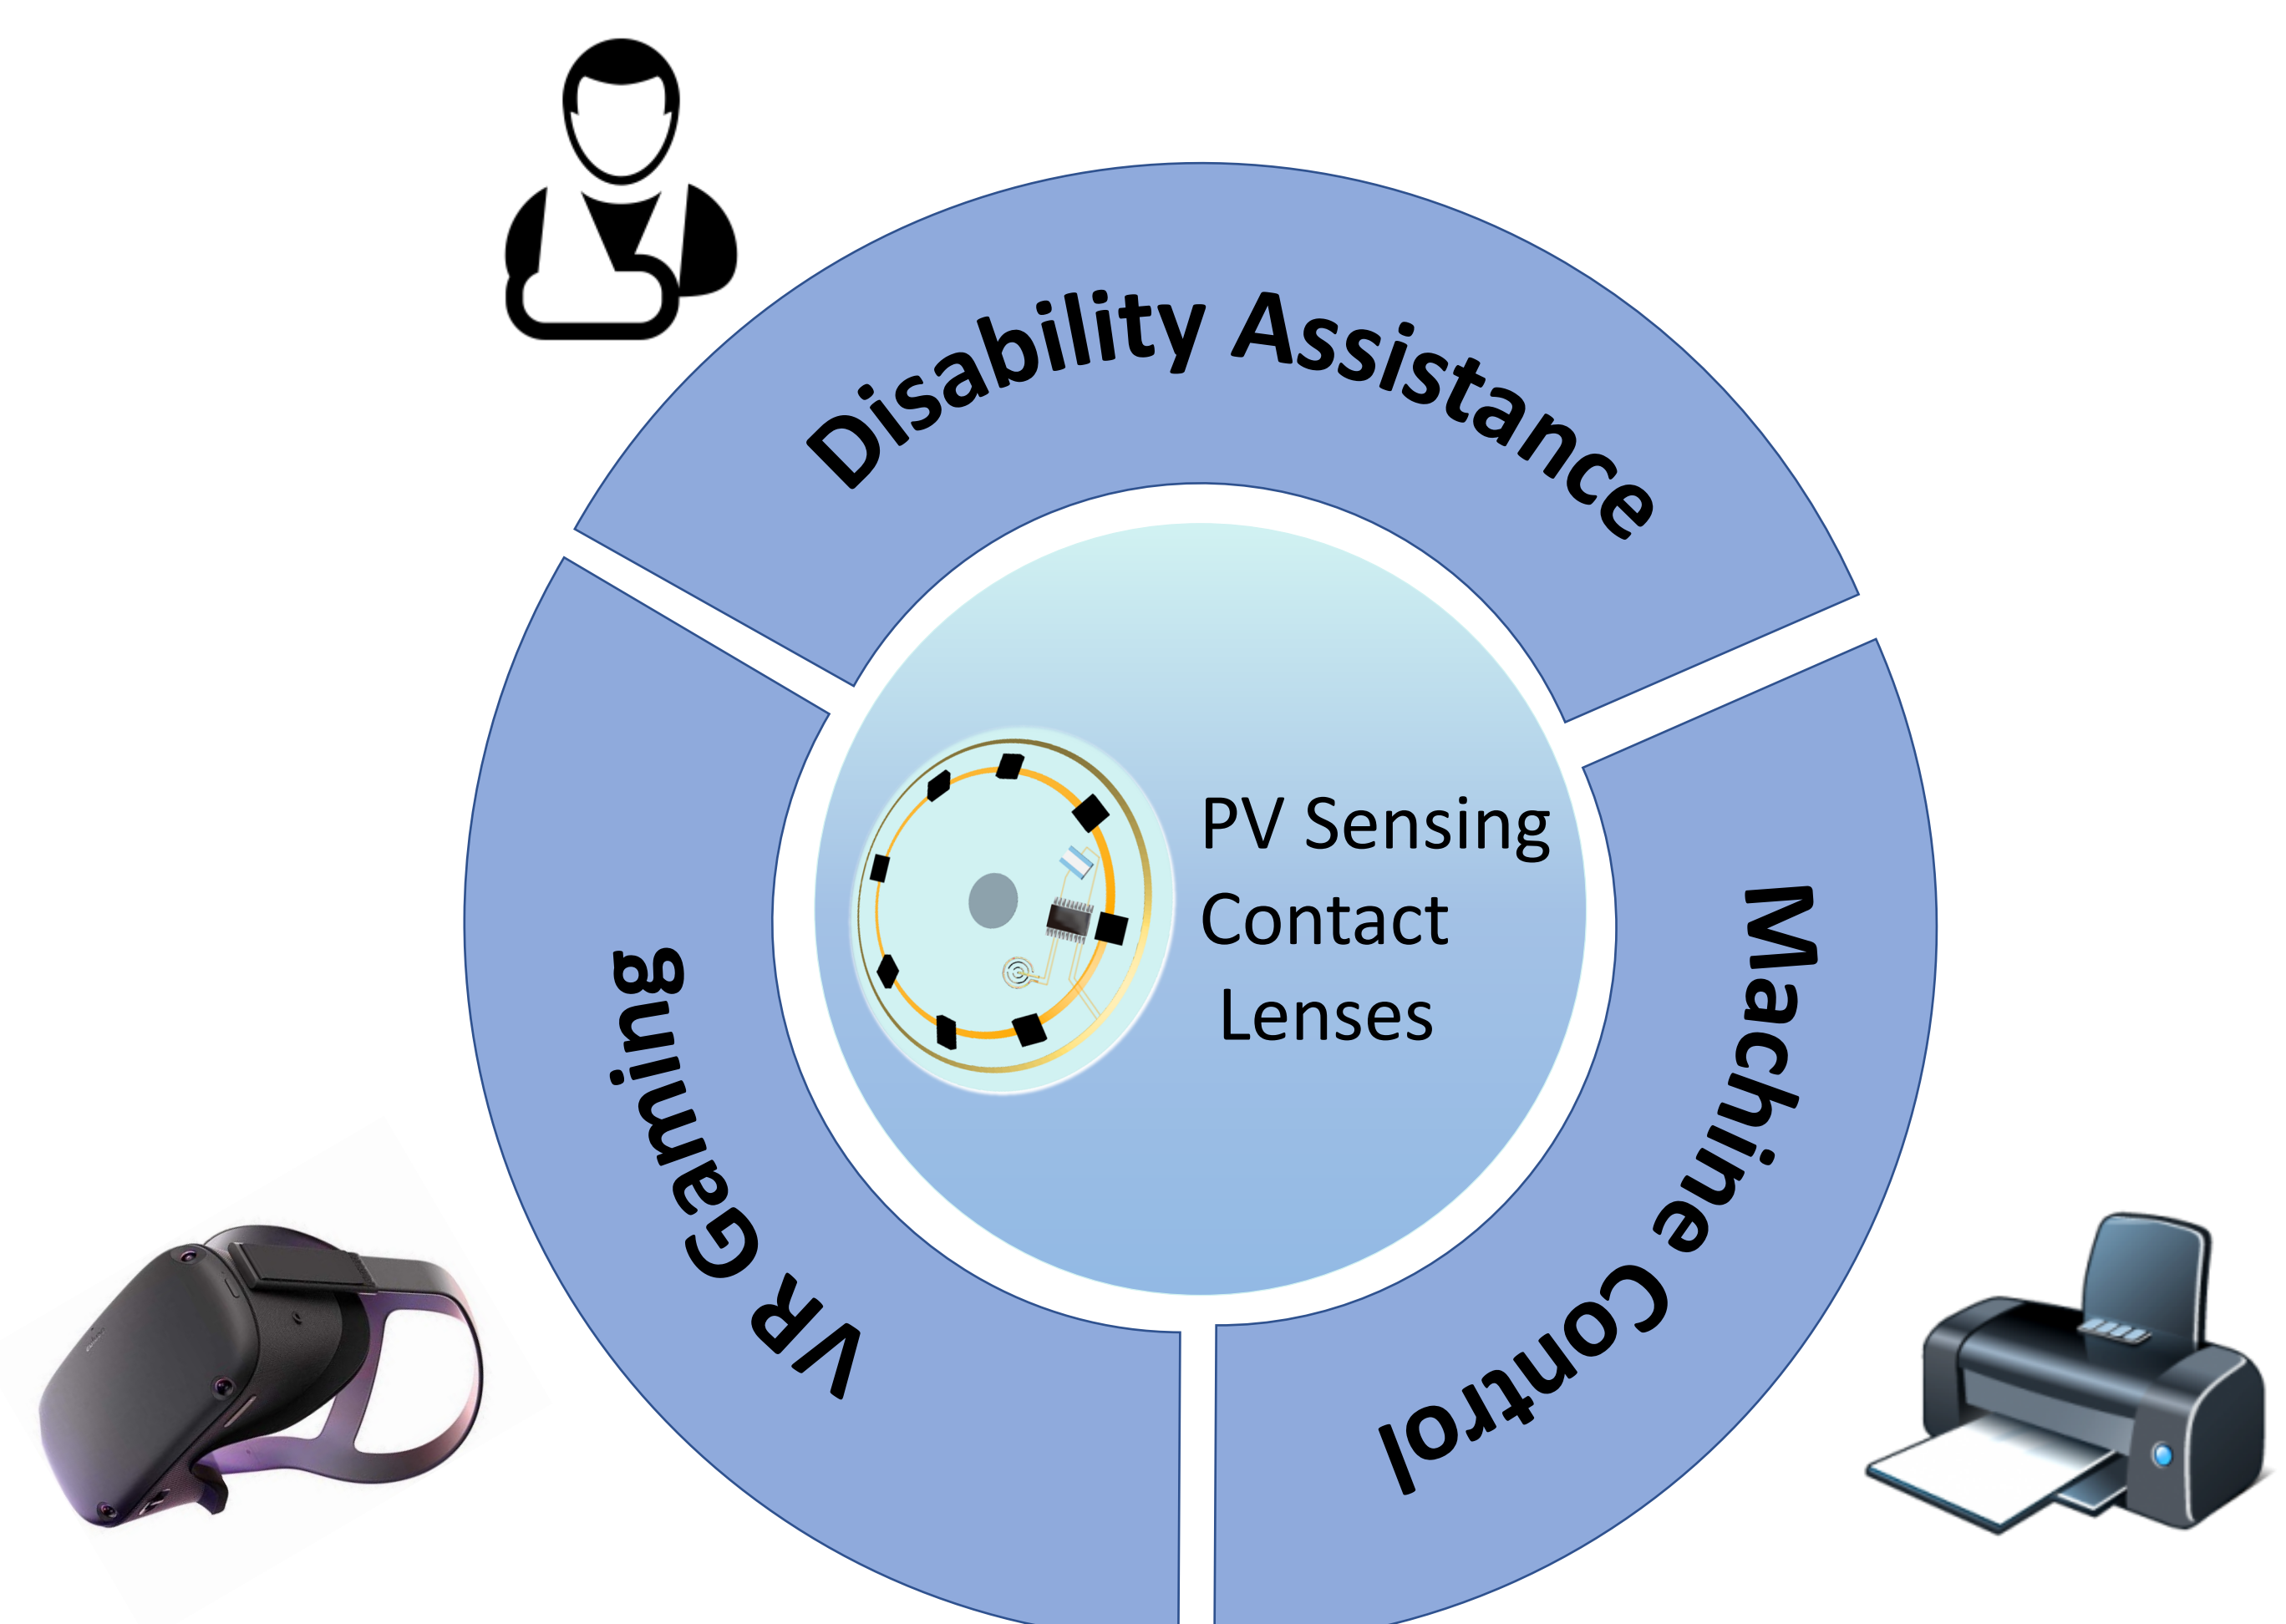 Disability Assistance
PV Sensing
Contact
Lenses
Machine Control
VR Gaming